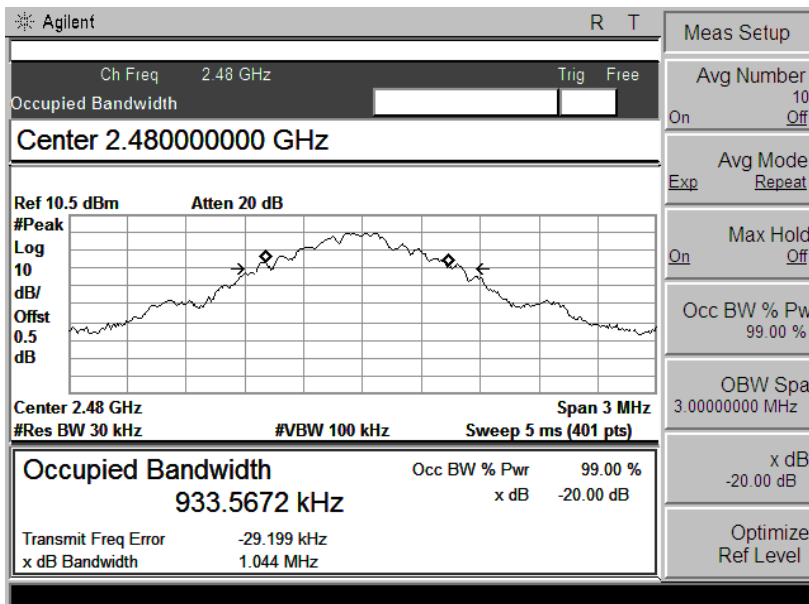 Agilent R T
Ch Freq 2.48 GHz Trig Free
Occupied Bandwidth
Center 2.480000000 GHz
Ref 10.5 dBm Atten 20 dB
#Peak
Log
10
dB/
Offst
0.5
dB
Center 2.48 GHz Span 3 MHz
#Res BW 30 kHz #VBW 100 kHz Sweep 5 ms (401 pts)
Occupied Bandwidth Occ BW % Pwr 99.00 %
933.5672 kHz x dB -20.00 dB
Transmit Freq Error -29.199 kHz
x dB Bandwidth 1.044 MHz
Meas Setup
Avg Number
10
On Off
Avg Mode
Exp Repeat
Max Hold
On Off
Occ BW % Pw
99.00 %
OBW Spa
3.00000000 MHz
x dB
-20.00 dB
Optimize
Ref Level